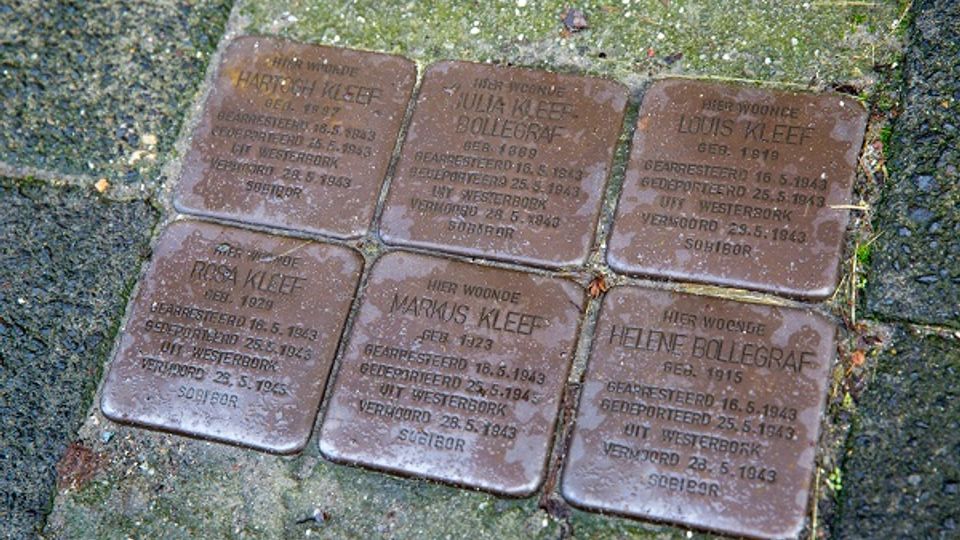 HIER WOONDE
HARTOCH KLEEF
GEB. 1897
GEARRESTEERD 16.5.1943
GEDEPORTEERD 25.5.1943
UIT WESTERBORK
VERMOORD 28.5.1943
SOBIBOR
HIER WOONDE
JULIA KLEEF-
BOLLEGRAF
GEB. 1889
GEARRESTEERD 16.5.1943
GEDEPORTEERD 25.5.1943
UIT WESTERBORK
VERMOORD 28.5.1943
SOBIBOR
HIER WOONDE
LOUIS KLEEF
GEB. 1919
GEARRESTEERD 16.5.1943
GEDEPORTEERD 25.5.1943
UIT WESTERBORK
VERMOORD 28.5.1943
SOBIBOR
HIER WOONDE
ROSA KLEEF
GEB. 1929
GEARRESTEERD 16.5.1943
GEDEPORTEERD 25.5.1943
UIT WESTERBORK
VERMOORD 28.5.1943
SOBIBOR
HIER WOONDE
MARKUS KLEEF
GEB. 1923
GEARRESTEERD 16.5.1943
GEDEPORTEERD 25.5.1943
UIT WESTERBORK
VERMOORD 28.5.1943
SOBIBOR
HIER WOONDE
HELENE BOLLEGRAF
GEB. 1915
GEARRESTEERD 16.5.1943
GEDEPORTEERD 25.5.1943
UIT WESTERBORK
VERMOORD 28.5.1943
SOBIBOR